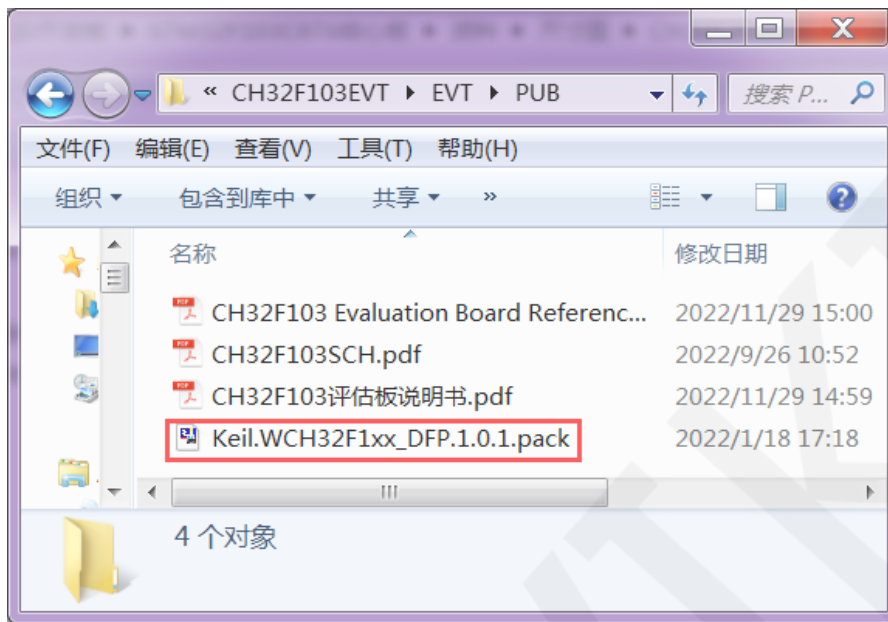 « CH32F103EVT ▸ EVT ▸ PUB
搜索 P...
文件(F) 编辑(E) 查看(V) 工具(T) 帮助(H)
组织 包含到库中 共享 »
名称 修改日期
CH32F103 Evaluation Board Referenc... 2022/11/29 15:00
CH32F103SCH.pdf 2022/9/26 10:52
CH32F103评估板说明书.pdf 2022/11/29 14:59
Keil.WCH32F1xx_DFP.1.0.1.pack 2022/1/18 17:18
4 个对象